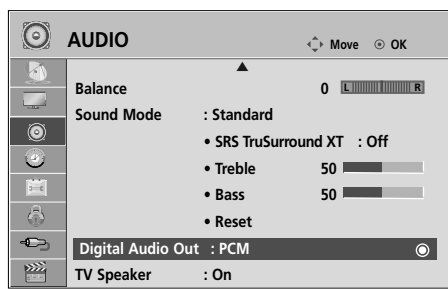 AUDIO Move OK
Balance 0 L R
Sound Mode : Standard
• SRS TruSurround XT : Off
• Treble 50
• Bass 50
• Reset
Digital Audio Out : PCM
TV Speaker : On